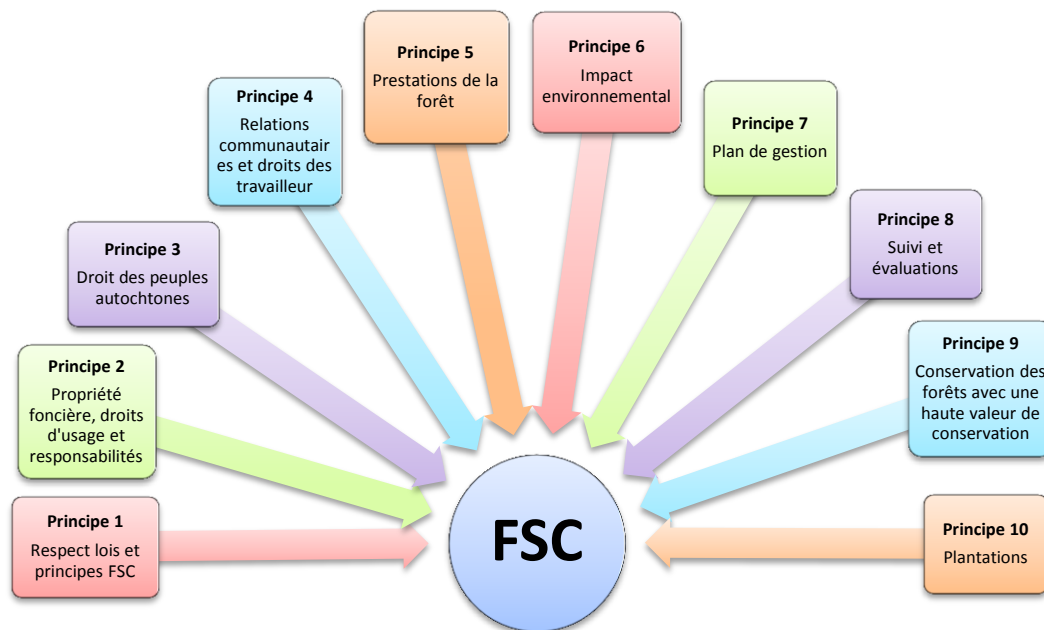 Principe 1
Respect lois et
principes FSC
Principe 2
Propriété
foncière, droits
d'usage et
responsabilités
Principe 3
Droit des peuples
autochtones
Principe 4
Relations
communautair
es et droits des
travailleur
Principe 5
Prestations de la
forêt
Principe 6
Impact
environnemental
Principe 7
Plan de gestion
Principe 8
Suivi et
évaluations
Principe 9
Conservation des
forêts avec une
haute valeur de
conservation
Principe 10
Plantations
FSC